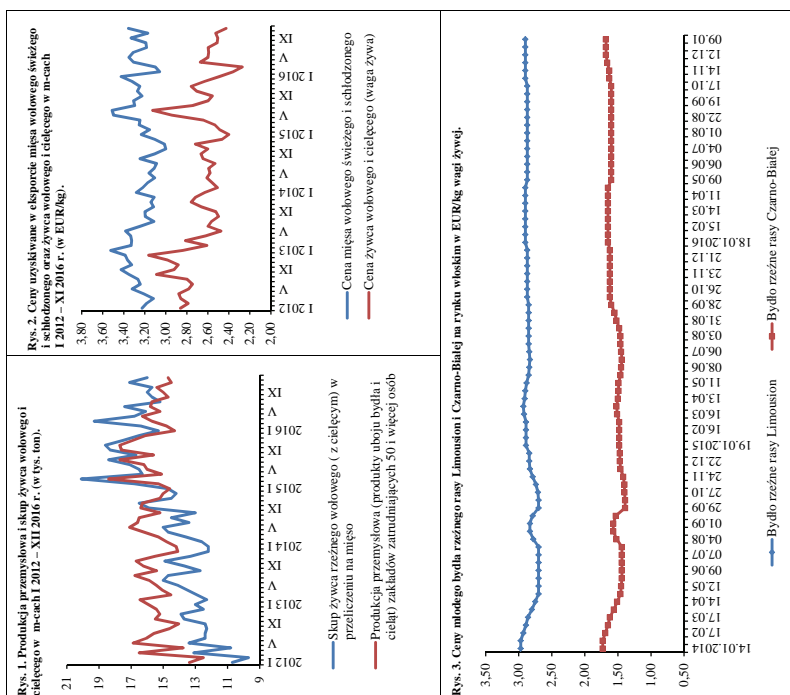 Rys. 1. Produkcja przemysłowa i skup żywca wołowego i
cielęcego w m-cach I 2012 – XII 2016 r. (w tys. ton).
21
19
17
15
13
11
9
2012 I
V
IX
2013 I
V
IX
2014 I
V
IX
2015 I
V
IX
2016 I
V
IX
Skup żywca rzeźnego wołowego ( z cielęcym) w
przeliczeniu na mięso
Produkcja przemysłowa (produkty uboju bydła i
cieląt) zakładów zatrudniających 50 i więcej osób
Rys. 2. Ceny uzyskiwane w eksporcie mięsa wołowego świeżego
i schłodzonego oraz żywca wołowego i cielęcego w m-cach
I 2012 – XI 2016 r. (w EUR/kg).
3,80
3,60
3,40
3,20
3,00
2,80
2,60
2,40
2,20
2,00
I 2012
V
IX
I 2013
V
IX
I 2014
V
IX
I 2015
V
IX
I 2016
V
IX
Cena mięsa wołowego świeżego i schłodzonego
Cena żywca wołowego i cielęcego (waga żywa)
Rys. 3. Ceny młodego bydła rzeźnego rasy Limousion i Czarno-Białej na rynku włoskim w EUR/kg wagi żywej.
3.50
3.00
2.50
2.00
1.50
1.00
0.50
14.01.2014
17.02
17.03
14.04
12.05
09.06
07.07
04.08
01.09
29.09
27.10
24.11
22.12
19.01.2015
16.02
16.03
13.04
11.05
08.06
06.07
03.08
31.08
28.09
26.10
23.11
21.12
18.01.2016
15.02
14.03
11.04
09.05
06.06
04.07
01.08
22.08
19.09
17.10
14.11
12.12
09.01
Bydło rzeźne rasy Limousion
Bydło rzeźne rasy Czarno-Białej